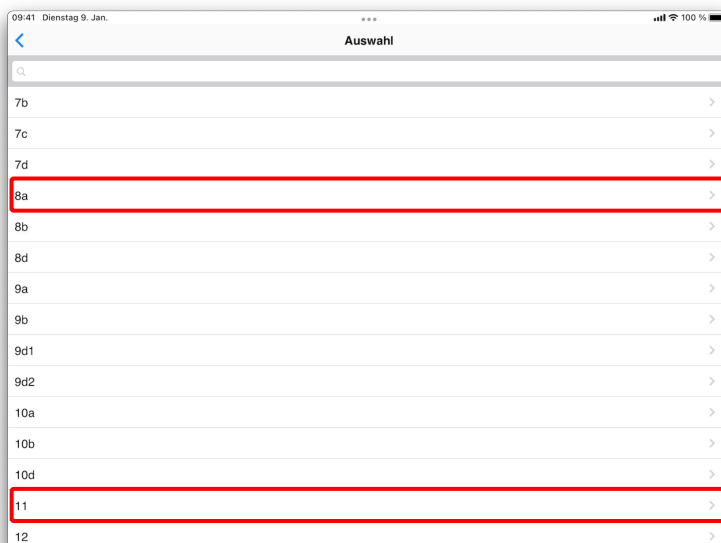 09:41 Dienstag 9. Jan.
100 %
Auswahl
7b
7c
7d
8a
8b
8d
9a
9b
9d1
9d2
10a
10b
10d
11
12